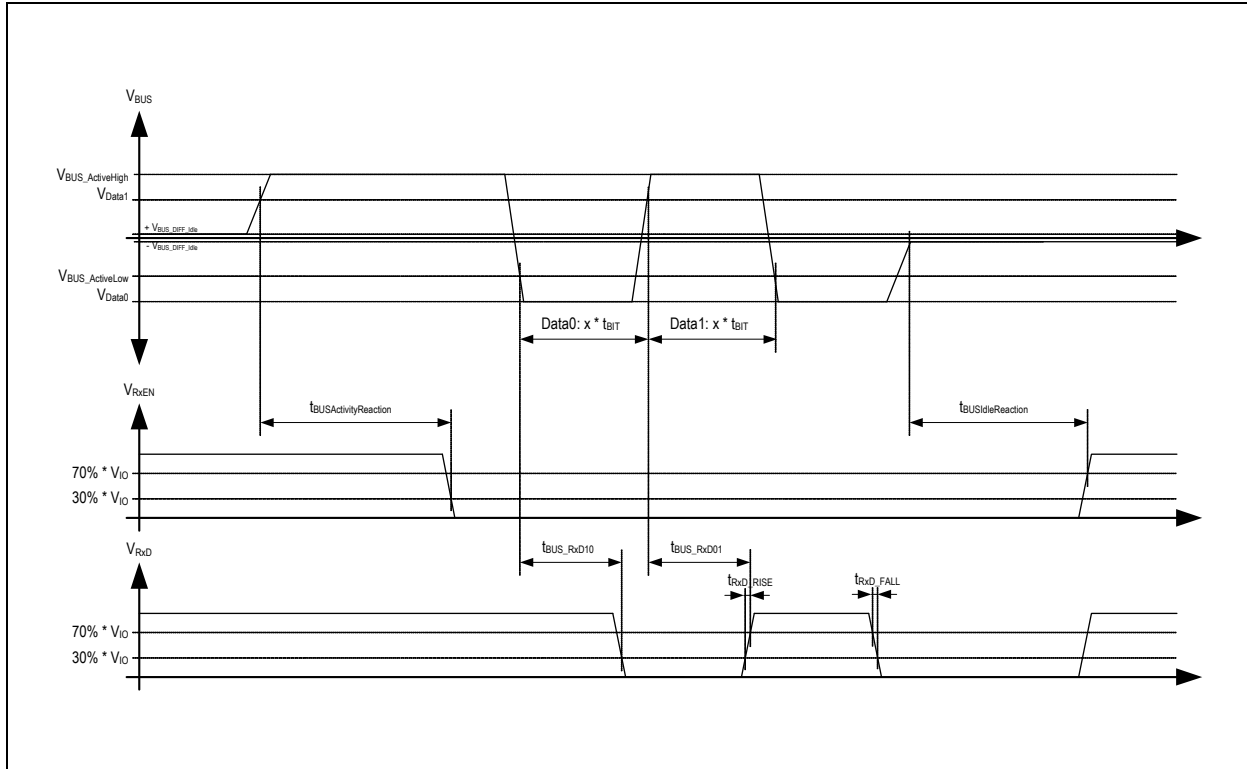 VBUS
VBUS_ActiveHigh
VData1
+ VBUS_DIFF_Idle
- VBUS_DIFF_Idle
VBUS_ActiveLow
VData0
Data0: x * tBIT
Data1: x * tBIT
VRxEN
tBUSActivityReaction
tBUSIdleReaction
70% * VIO
30% * VIO
VRxD
tBUS_RxD10
tBUS_RxD01
tRxD_RISE
tRxD_FALL
70% * VIO
30% * VIO